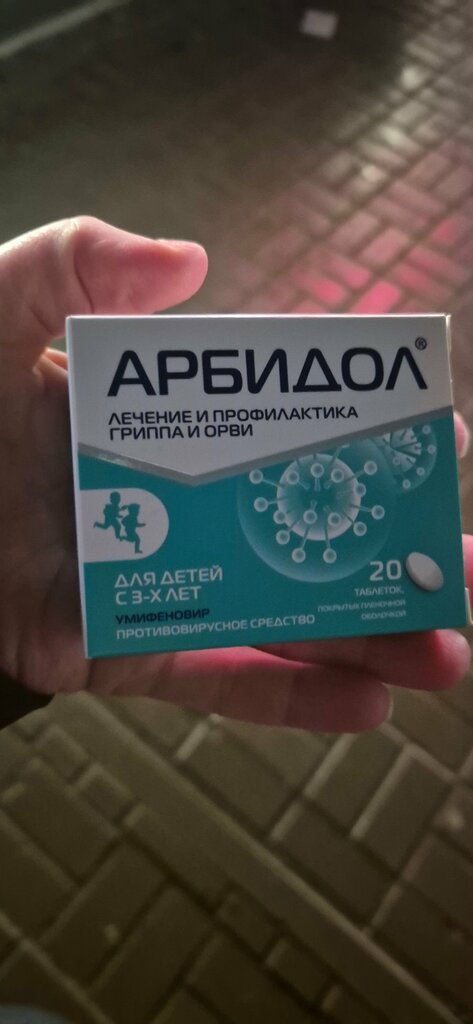 АРБИДОЛ®
ЛЕЧЕНИЕ И ПРОФИЛАКТИКА
ГРИППА И ОРВИ
ДЛЯ ДЕТЕЙ
С 3-Х ЛЕТ
УМИФЕНОВИР
ПРОТИВОВИРУСНОЕ СРЕДСТВО
20
ТАБЛЕТОК,
ПОКРЫТЫХ ПЛЕНОЧНОЙ
ОБОЛОЧКОЙ